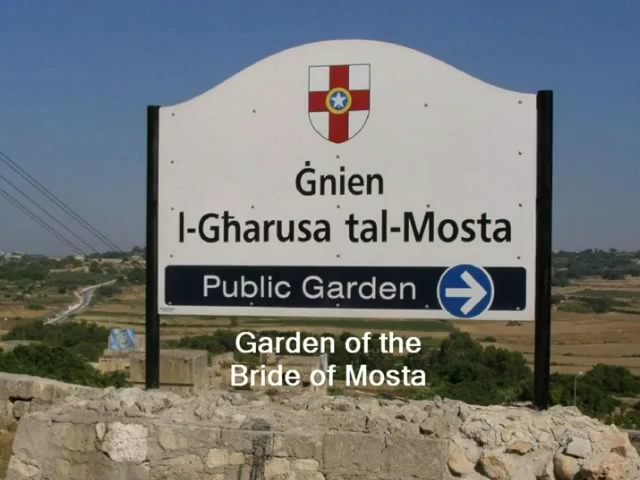 Ġnien
l-Għarusa tal-Mosta
Public Garden
Garden of the
Bride of Mosta